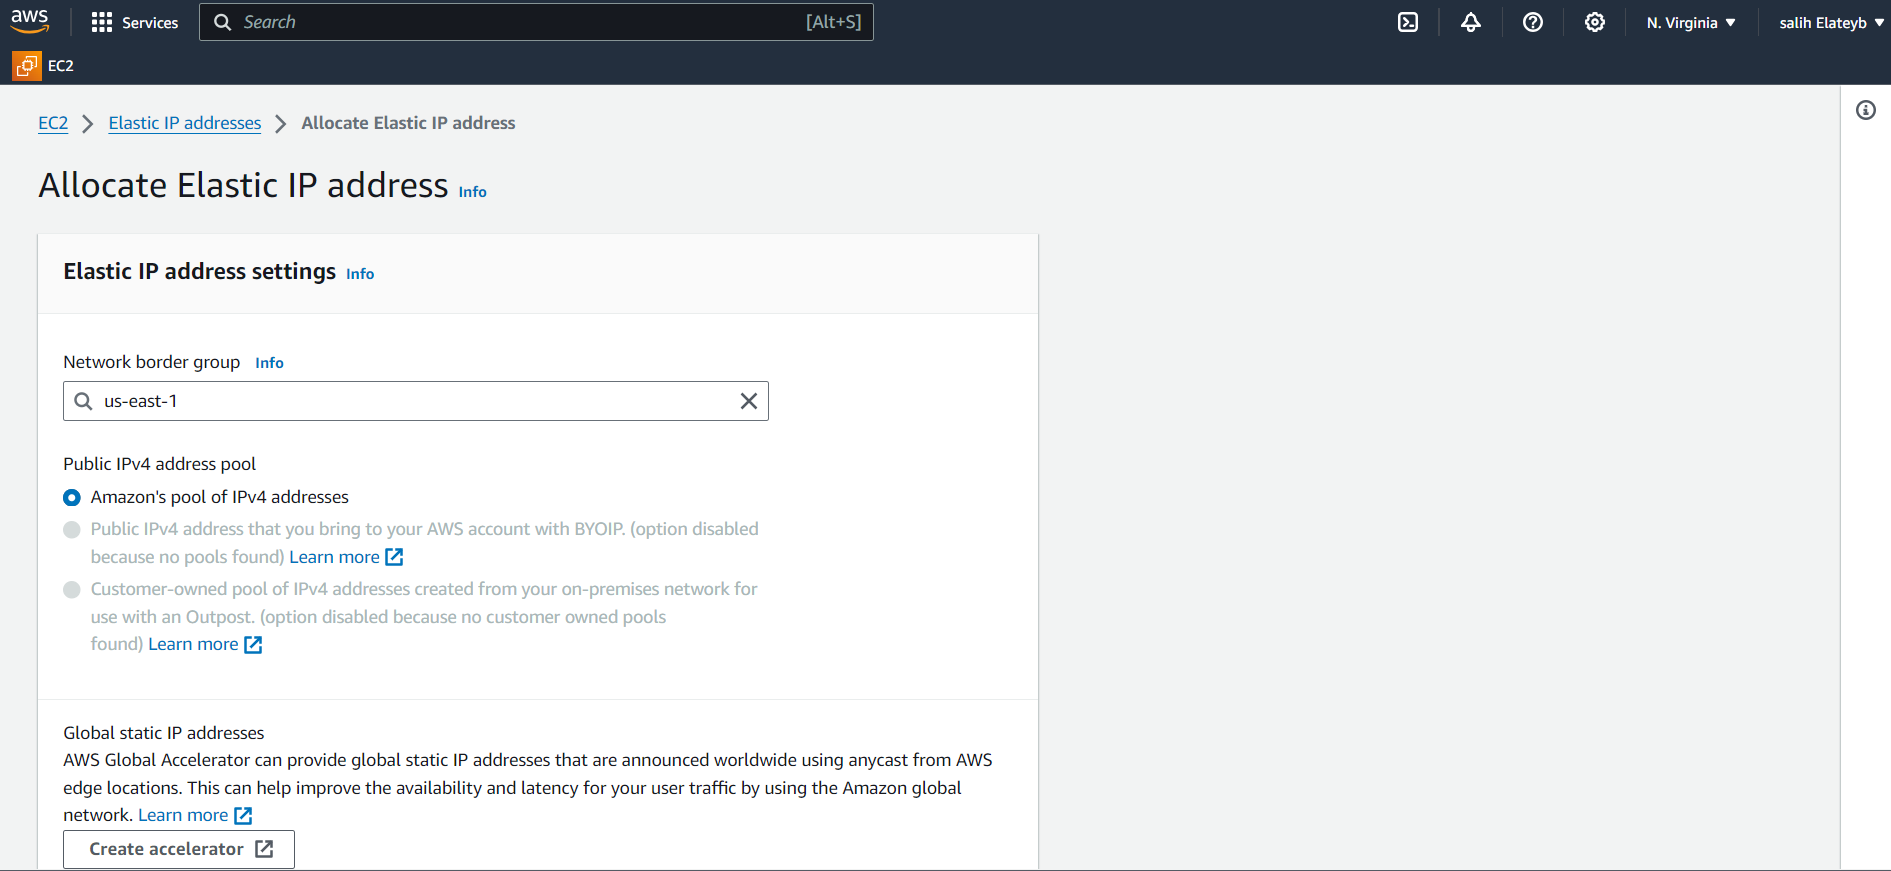 aws
Services
Search [Alt+S]
N. Virginia
salih Elateyb
EC2
EC2 Elastic IP addresses Allocate Elastic IP address
Allocate Elastic IP address Info
Elastic IP address settings Info
Network border group Info
us-east-1
Public IPv4 address pool
Amazon's pool of IPv4 addresses
Public IPv4 address that you bring to your AWS account with BYOIP. (option disabled
because no pools found) Learn more
Customer-owned pool of IPv4 addresses created from your on-premises network for
use with an Outpost. (option disabled because no customer owned pools
found) Learn more
Global static IP addresses
AWS Global Accelerator can provide global static IP addresses that are announced worldwide using anycast from AWS
edge locations. This can help improve the availability and latency for your user traffic by using the Amazon global
network. Learn more
Create accelerator